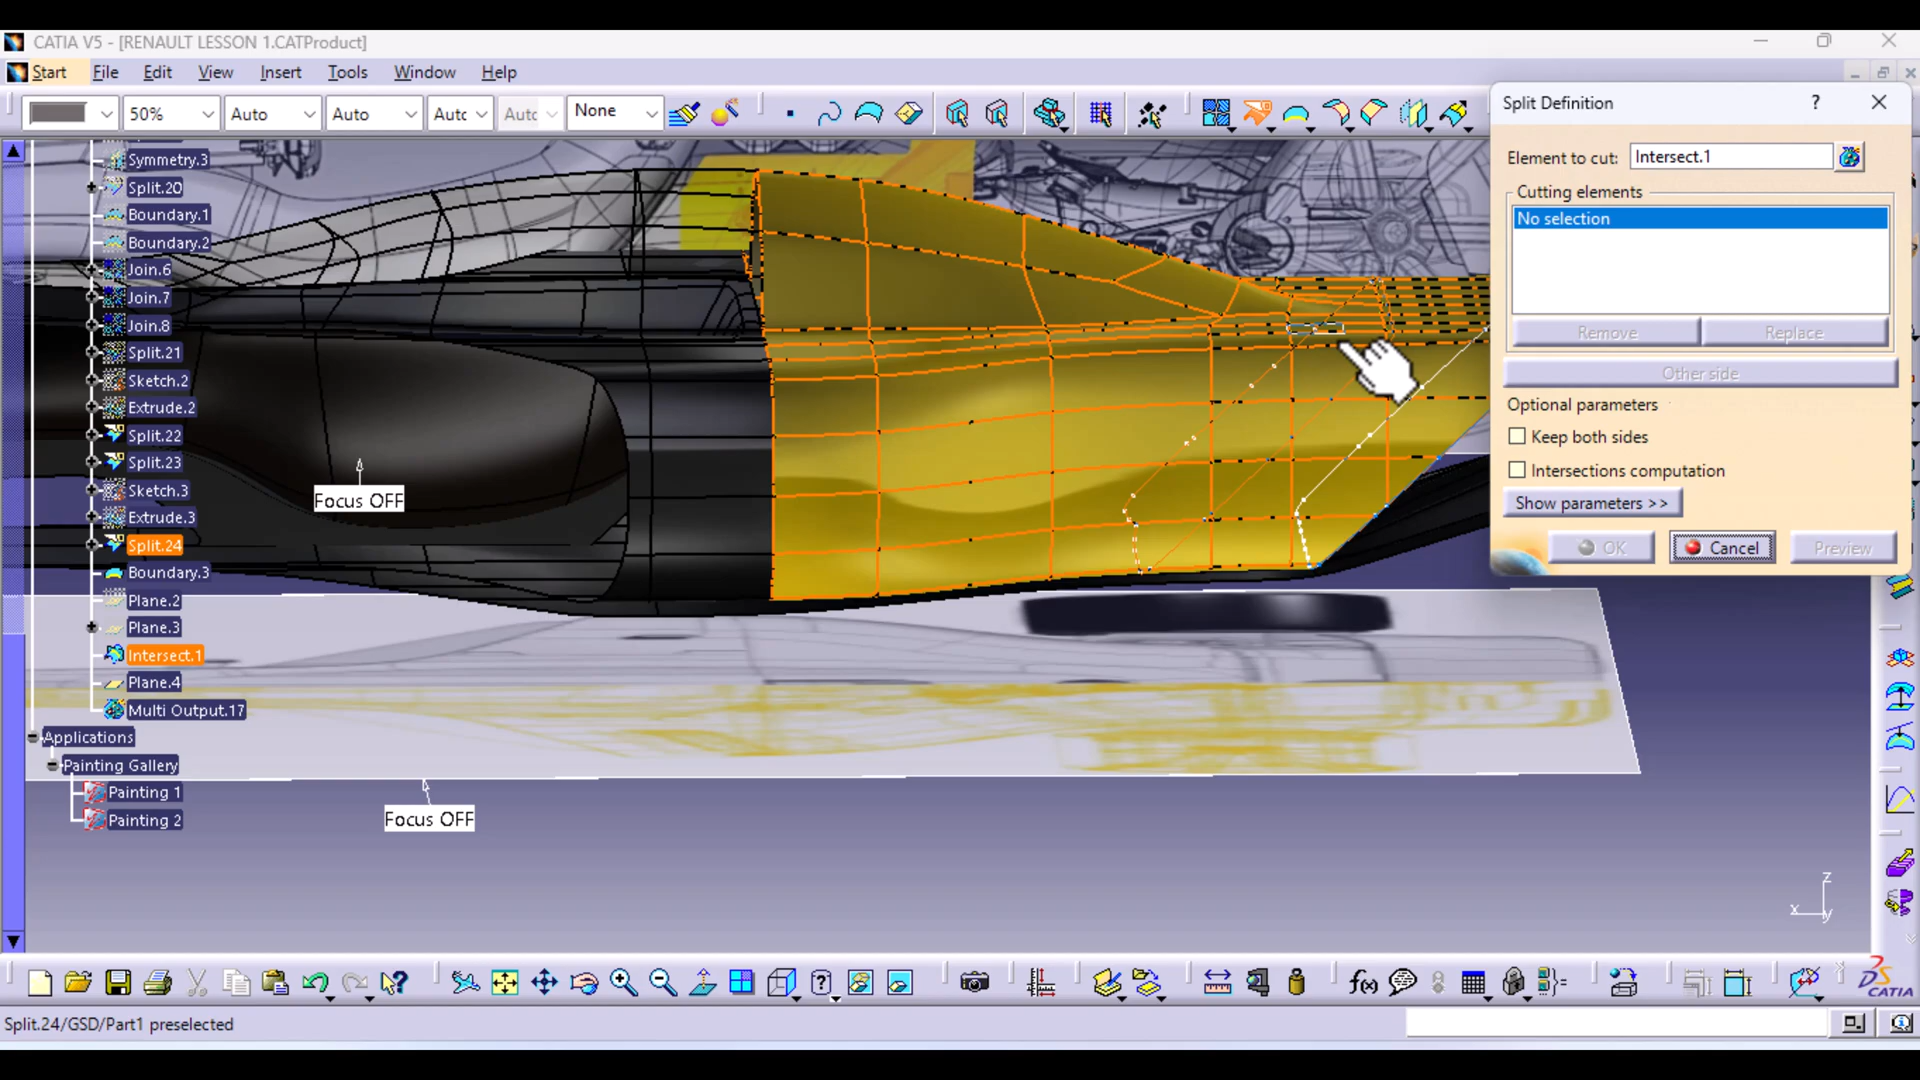 CATIA V5 - [RENAULT LESSON 1.CATProduct]
Start File Edit View Insert Tools Window Help
50% Auto Auto Auto Auto None
Split Definition
?
Element to cut: Intersect.1
Cutting elements
No selection
Remove Replace
Other side
Optional parameters
Keep both sides
Intersections computation
Show parameters >>
OK Cancel Preview
Symmetry.3
Split.20
Boundary.1
Boundary.2
Join.6
Join.7
Join.8
Split.21
Sketch.2
Extrude.2
Split.22
Split.23
Sketch.3
Extrude.3
Split.24
Boundary.3
Plane.2
Plane.3
Intersect.1
Plane.4
Multi Output.17
Applications
Painting Gallery
Painting 1
Painting 2
Focus OFF
Focus OFF
z
x
y
f(x)
CATIA
Split.24/GSD/Part1 preselected